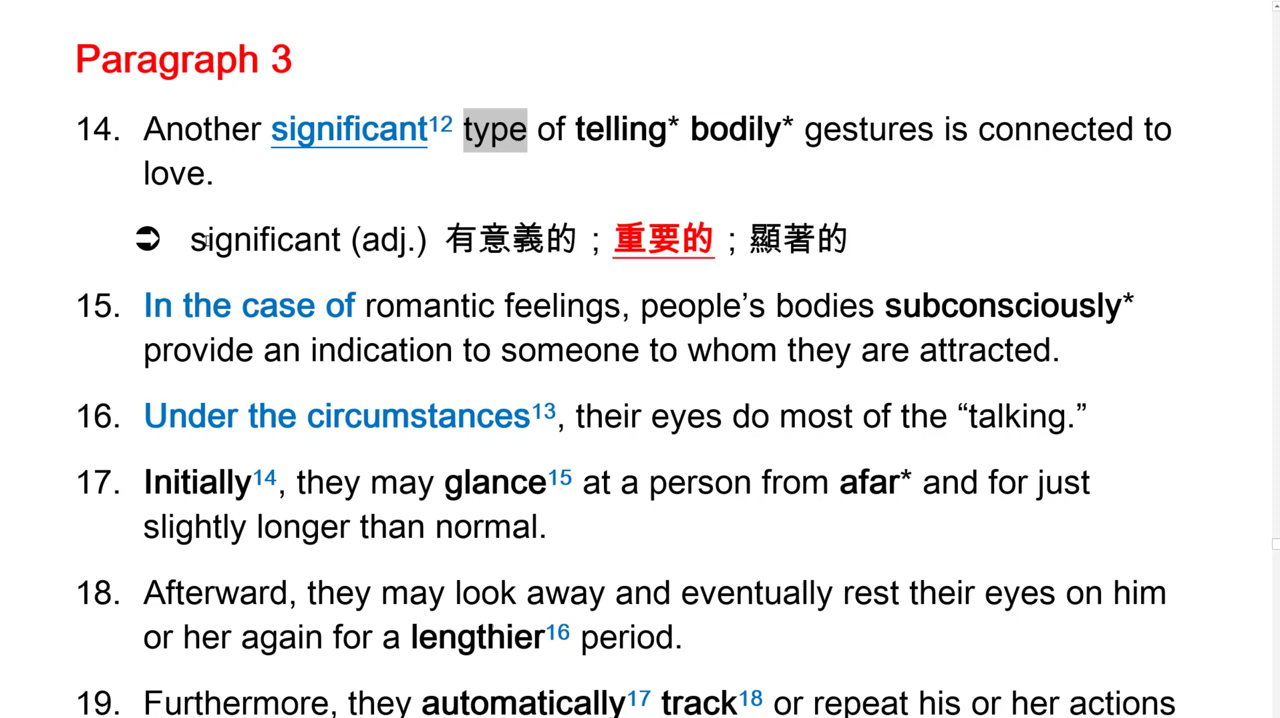 Paragraph 3
14. Another significant12 type of telling* bodily* gestures is connected to
love.
➲ significant (adj.) 有意義的；重要的；顯著的
15. In the case of romantic feelings, people’s bodies subconsciously*
provide an indication to someone to whom they are attracted.
16. Under the circumstances13, their eyes do most of the “talking.”
17. Initially14, they may glance15 at a person from afar* and for just
slightly longer than normal.
18. Afterward, they may look away and eventually rest their eyes on him
or her again for a lengthier16 period.
19. Furthermore, they automatically17 track18 or repeat his or her actions